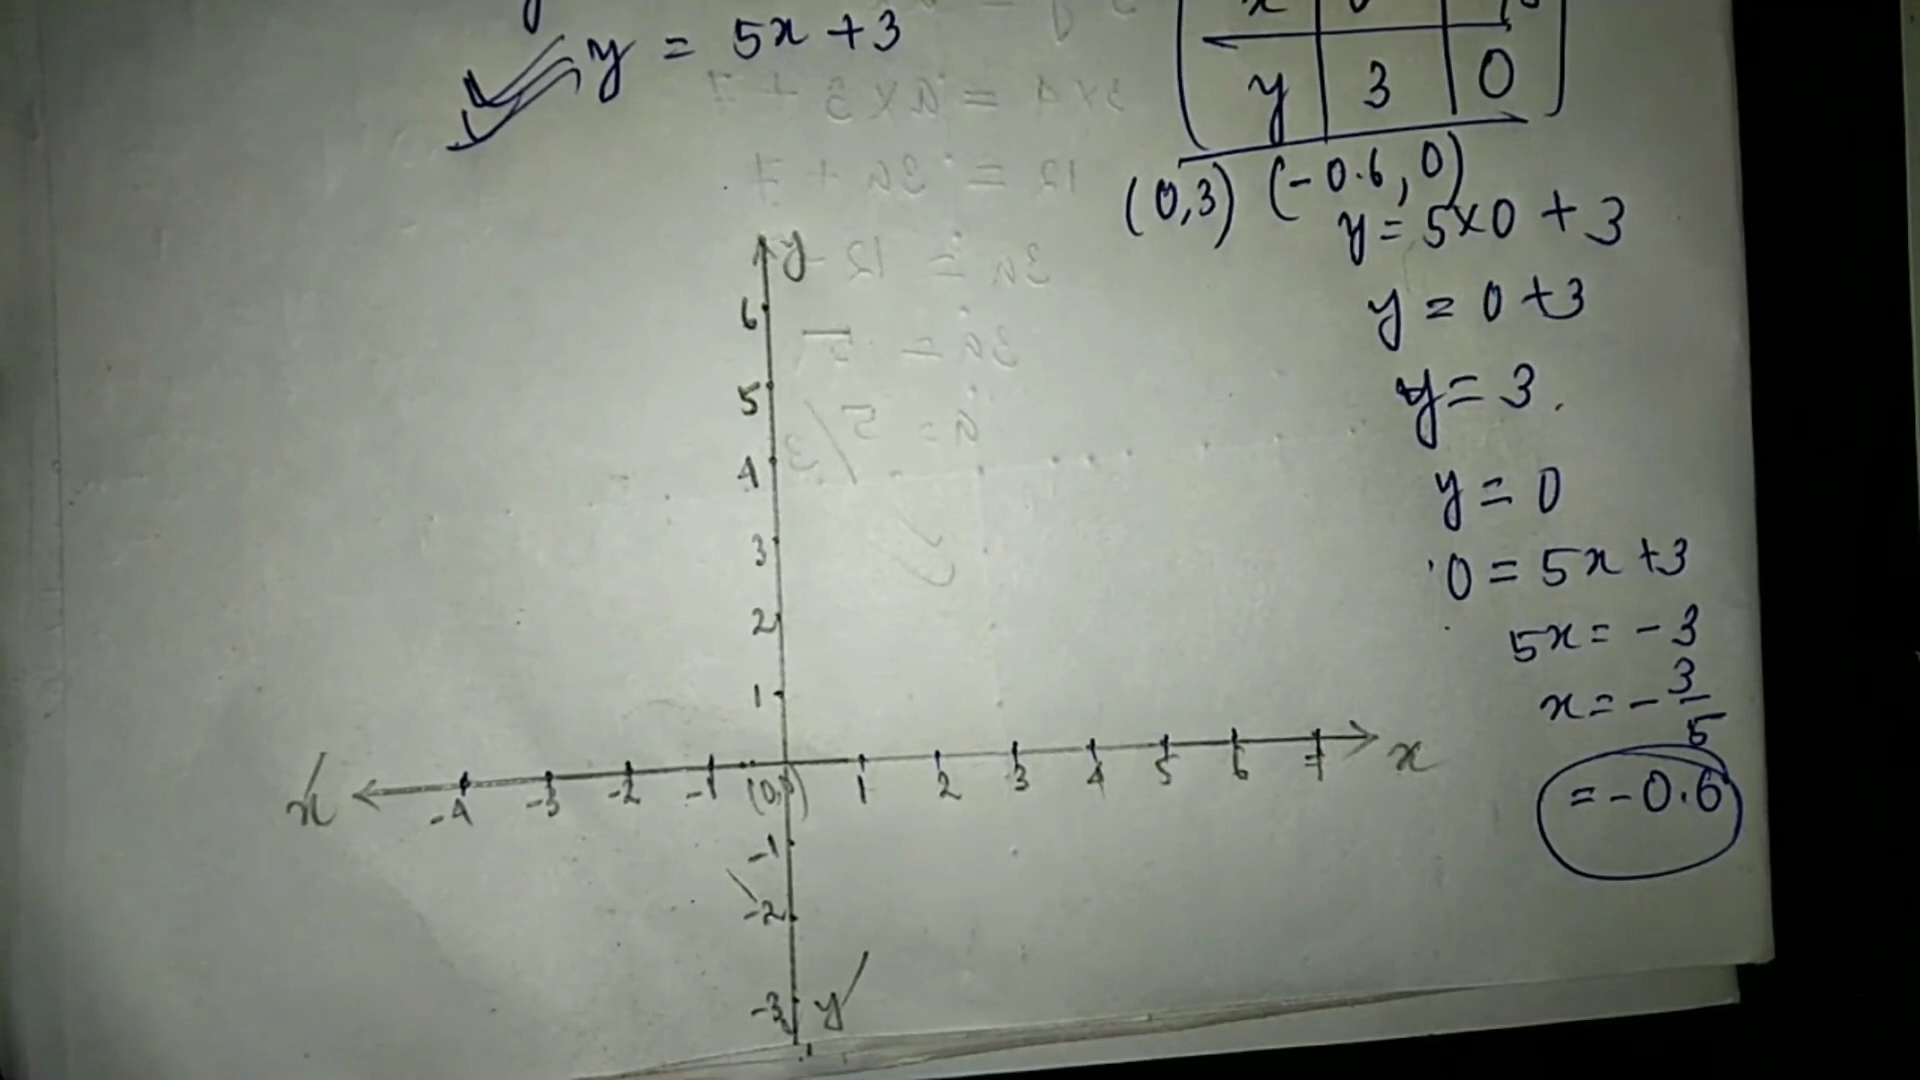 y = 5x + 3
y | 3 | 0
(0,3) (-0.6, 0)
y = 5x0 + 3
y = 0 + 3
y = 3.
y = 0
0 = 5x + 3
5x = -3
x = -3/5
= -0.6
y
6
5
4
3
2
1
x' -4 -3 -2 -1 (0,0) 1 2 3 4 5 6 7 x
-1
-2
-3 y'